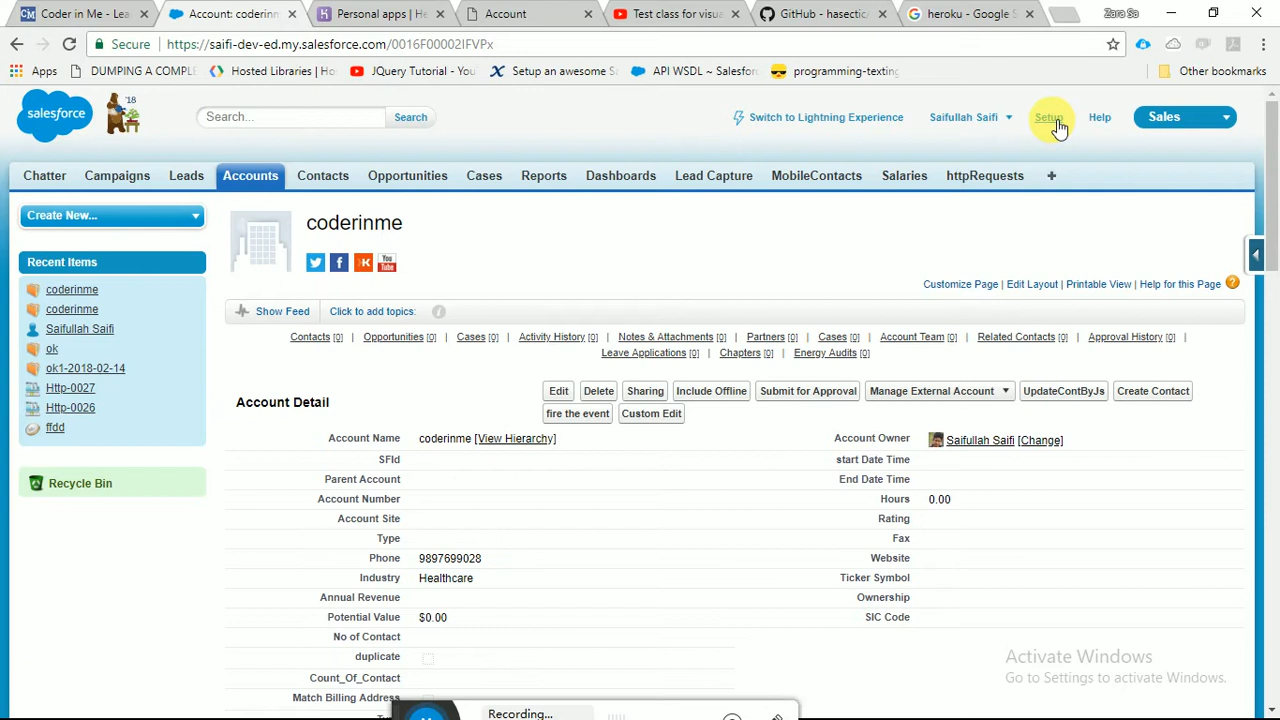 Coder in Me - Lea
Account: coderinm
Personal apps | He
Account
Test class for visua
GitHub - hasectic-
heroku - Google S
Zara Sa
Secure
https://saifi-dev-ed.my.salesforce.com/0016F00002IFVPx
Apps
DUMPING A COMPLE
Hosted Libraries | Ho
JQuery Tutorial - You
Setup an awesome S
API WSDL ~ Salesforc
programming-texting
Other bookmarks
salesforce
'18
Search...
Search
Switch to Lightning Experience
Saifullah Saifi
Setup
Help
Sales
Chatter
Campaigns
Leads
Accounts
Contacts
Opportunities
Cases
Reports
Dashboards
Lead Capture
MobileContacts
Salaries
httpRequests
+
Create New...
Recent Items
coderinme
coderinme
Saifullah Saifi
ok
ok1-2018-02-14
Http-0027
Http-0026
ffdd
Recycle Bin
coderinme
You Tube
Customize Page | Edit Layout | Printable View | Help for this Page ?
Show Feed
Click to add topics:
Contacts [0] | Opportunities [0] | Cases [0] | Activity History [0] | Notes & Attachments [0] | Partners [0] | Cases [0] | Account Team [0] | Related Contacts [0] | Approval History [0] |
Leave Applications [0] | Chapters [0] | Energy Audits [0]
Account Detail
Edit
Delete
Sharing
Include Offline
Submit for Approval
Manage External Account
UpdateContByJs
Create Contact
fire the event
Custom Edit
Account Name coderinme [View Hierarchy]
Account Owner Saifullah Saifi [Change]
SFId
start Date Time
Parent Account
End Date Time
Account Number
Hours 0.00
Account Site
Rating
Type
Fax
Phone 9897699028
Website
Industry Healthcare
Ticker Symbol
Annual Revenue
Ownership
Potential Value $0.00
SIC Code
No of Contact
duplicate
Count_Of_Contact
Match Billing Address
Activate Windows
Go to Settings to activate Windows.
Recording...